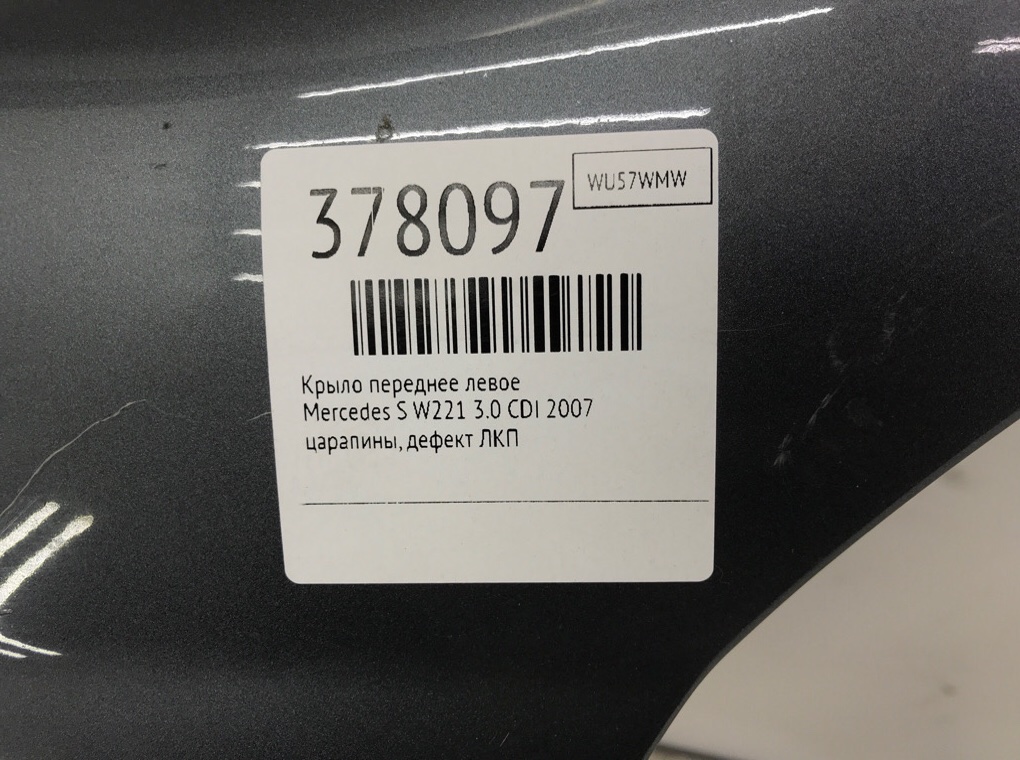 378097
WU57WMW
Крыло переднее левое
Mercedes S W221 3.0 CDI 2007
царапины, дефект ЛКП